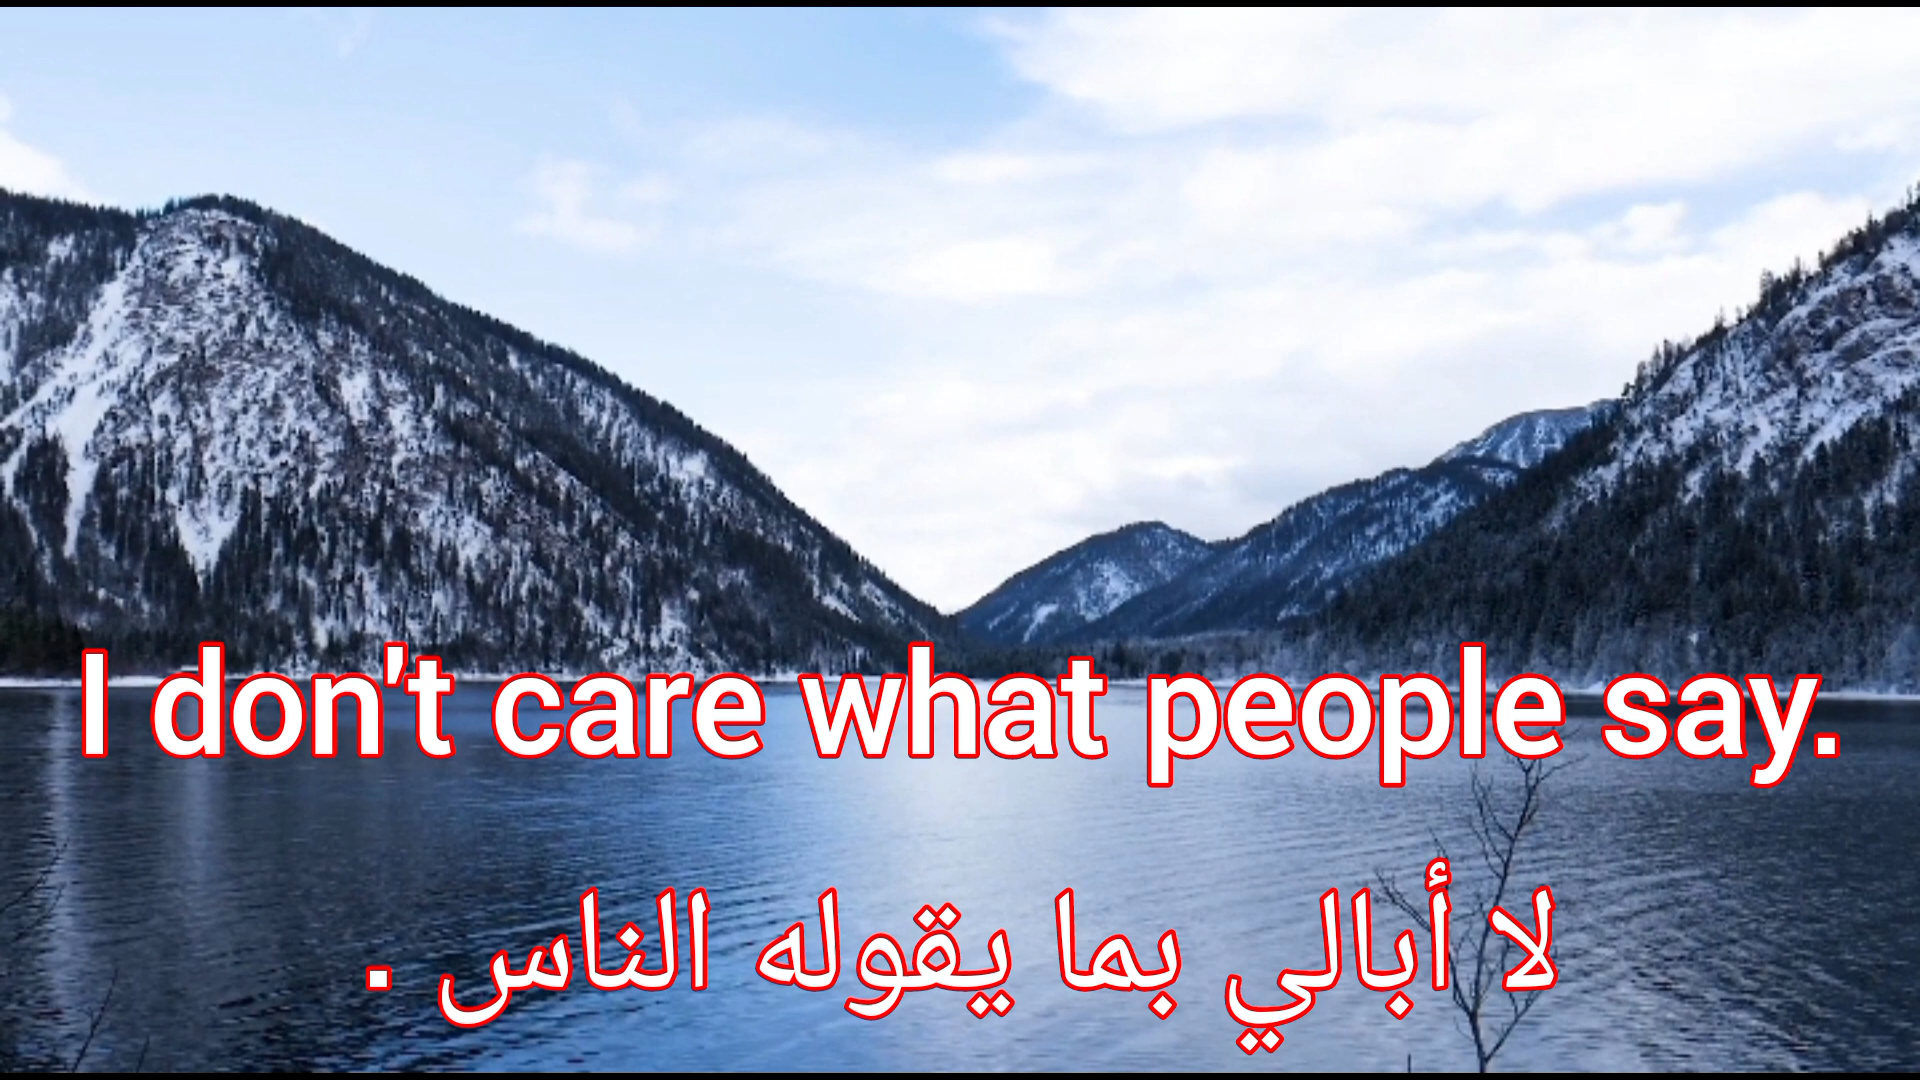 I don't care what people say.
لا أبالي بما يقوله الناس .